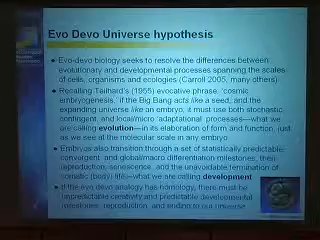 Evo Devo Universe hypothesis
● Evo-devo biology seeks to resolve the differences between
evolutionary and developmental processes spanning the scales
of cells, organisms and ecologies (Carroll 2005, many others)
● Recalling Teilhard's (1955) evocative phrase, 'cosmic
embryogenesis,' if the Big Bang acts like a seed, and the
expanding universe like an embryo, it must use both stochastic,
contingent, and local/micro 'adaptational' processes—what we
are calling evolution—in its elaboration of form and function, just
as we see at the molecular scale in any embryo.
● Embryos also transition through a set of statistically predictable,
convergent, and global/macro differentiation milestones, then
reproduction, senescence, and the unavoidable termination of
somatic (body) life—what we are calling development
● If the evo devo analogy has homology, there must be
unpredictable creativity and predictable developmental
milestones, reproduction, and ending to our universe